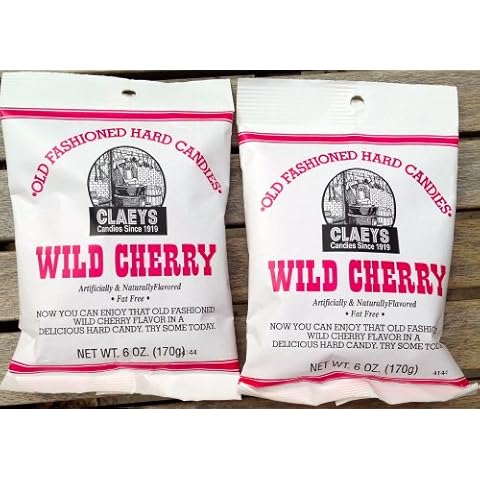 •OLD FASHIONED HARD CANDIES•
CLAEYS
Candies Since 1919
WILD CHERRY
Artificially & NaturallyFlavored
• Fat Free •
NOW YOU CAN ENJOY THAT OLD FASHIONED
WILD CHERRY FLAVOR IN A
DELICIOUS HARD CANDY. TRY SOME TODAY.
NET WT. 6 OZ. (170g)
•OLD FASHIONED HARD CANDIES•
CLAEYS
Candies Since 1919
WILD CHERRY
Artificially & NaturallyFlavored
• Fat Free •
NOW YOU CAN ENJOY THAT OLD FASHIONE
WILD CHERRY FLAVOR IN A
DELICIOUS HARD CANDY. TRY SOME TODAY.
NET WT. 6 OZ. (170g)